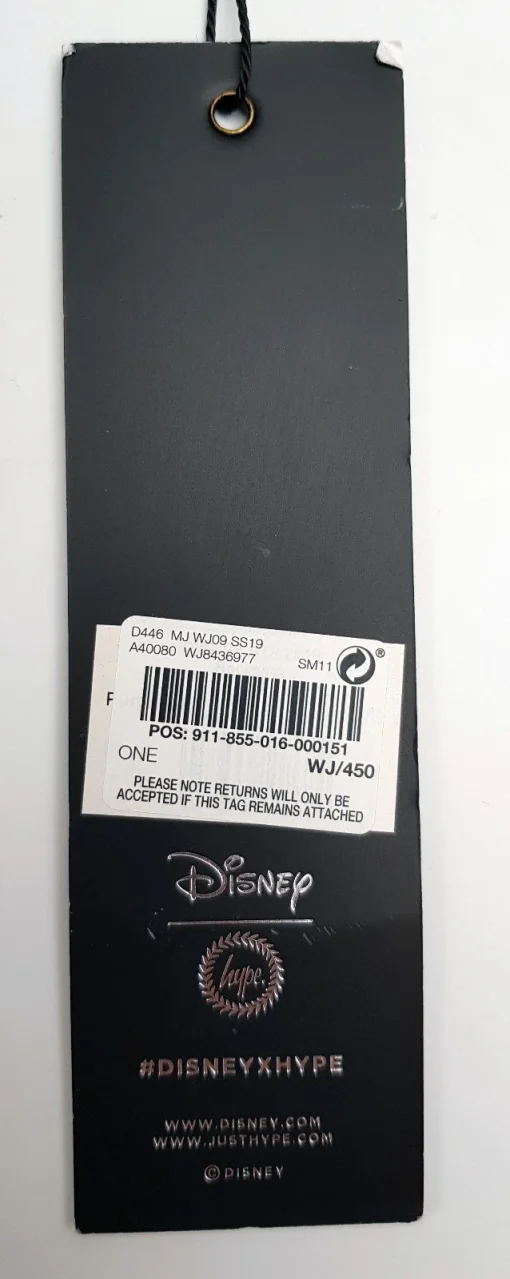 D446 MJ WJ09 SS19
A40080 WJ8436977
SM11 ®
F
POS: 911-855-016-000151
ONE
WJ/450
PLEASE NOTE RETURNS WILL ONLY BE
ACCEPTED IF THIS TAG REMAINS ATTACHED
Disney
hype.
#DISNEYXHYPE
WWW.DISNEY.COM
WWW.JUSTHYPE.COM
© DISNEY